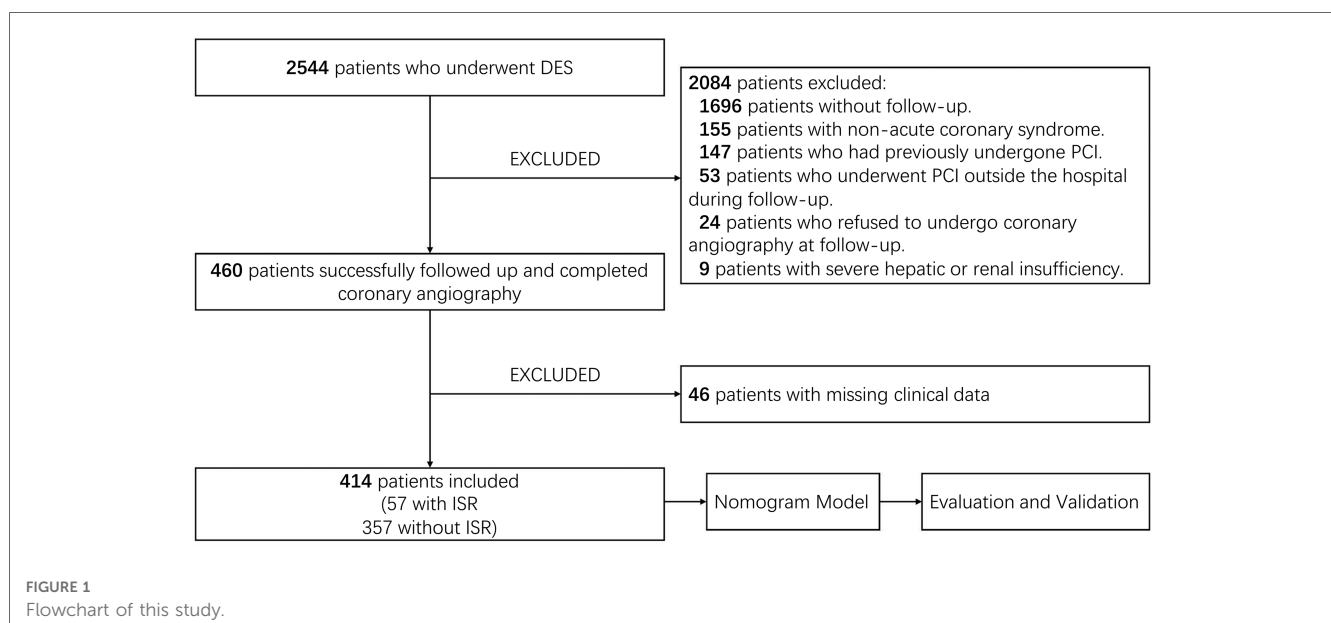 2544 patients who underwent DES
EXCLUDED
2084 patients excluded:
1696 patients without follow-up.
155 patients with non-acute coronary syndrome.
147 patients who had previously undergone PCI.
53 patients who underwent PCI outside the hospital
during follow-up.
24 patients who refused to undergo coronary
angiography at follow-up.
9 patients with severe hepatic or renal insufficiency.
460 patients successfully followed up and completed
coronary angiography
EXCLUDED
46 patients with missing clinical data
414 patients included
(57 with ISR
357 without ISR)
Nomogram Model
Evaluation and Validation
FIGURE 1
Flowchart of this study.